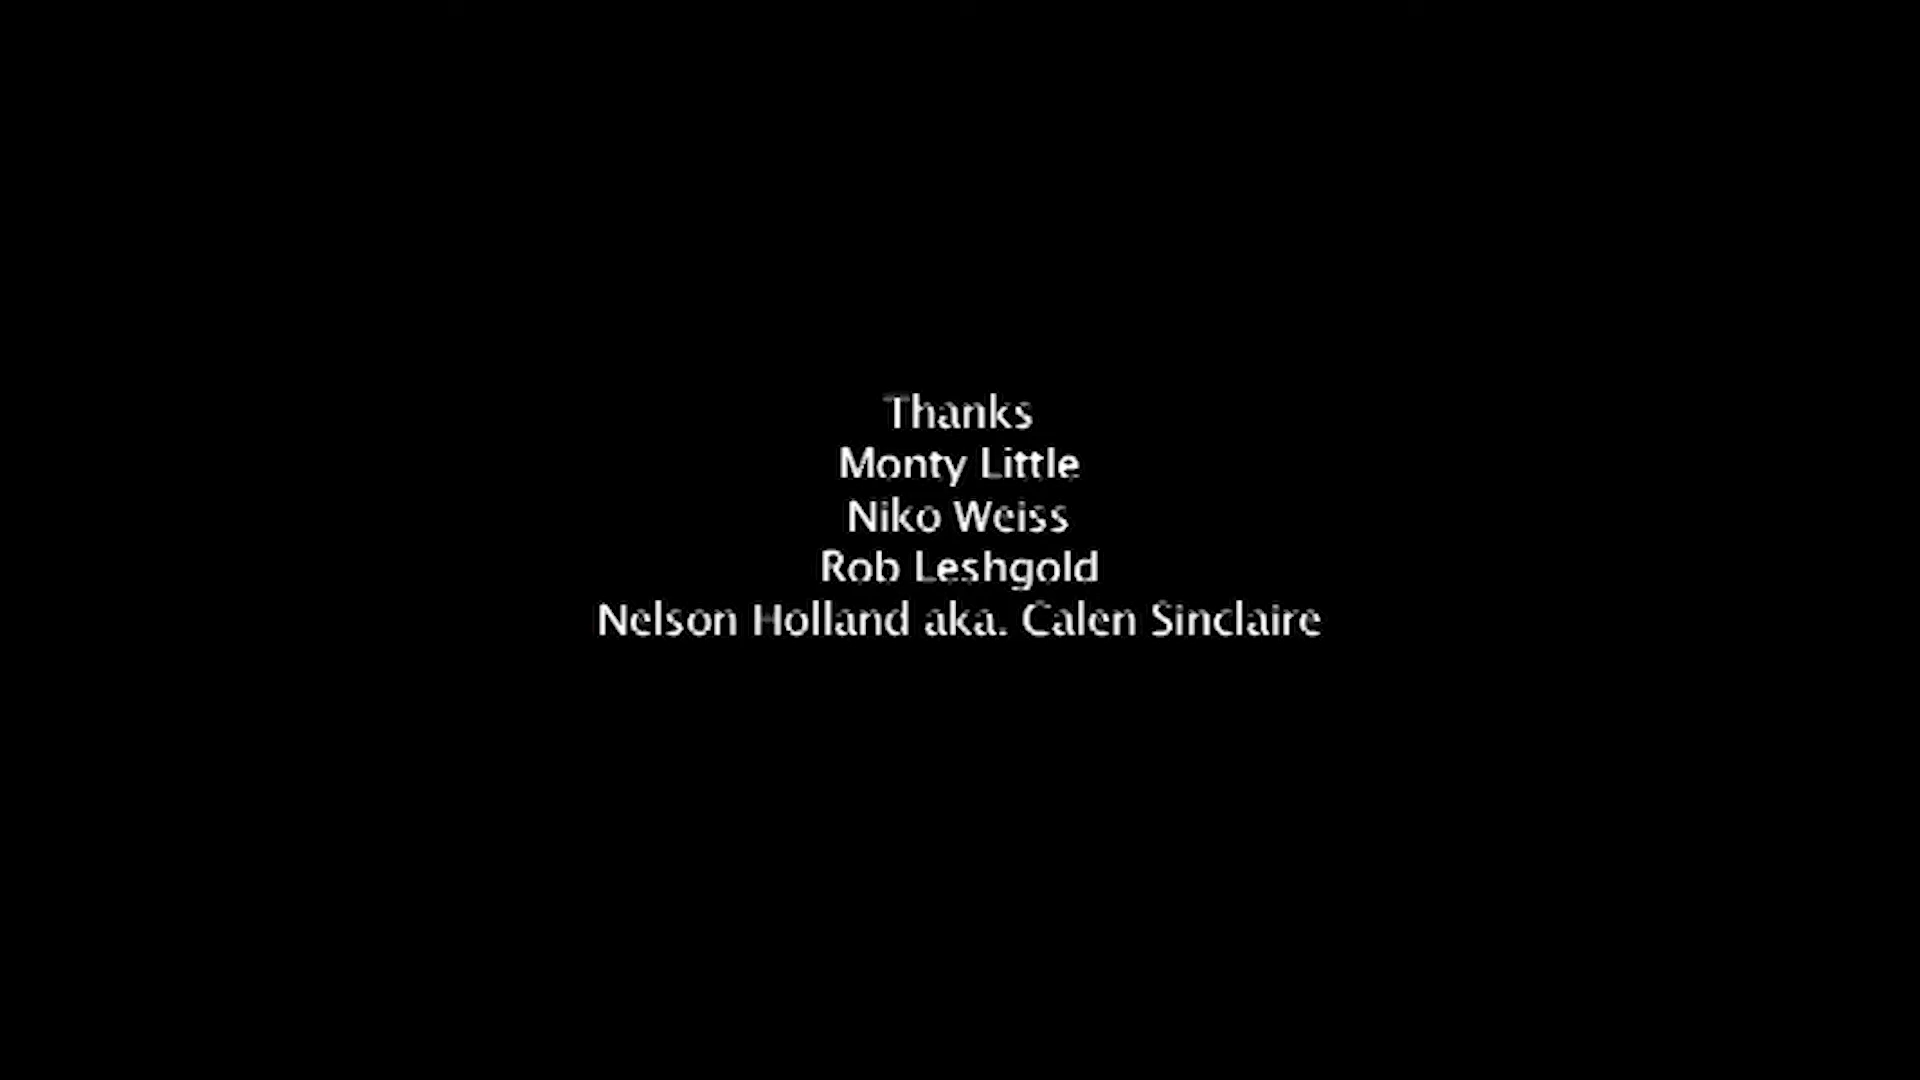 Thanks
Monty Little
Niko Weiss
Rob Leshgold
Nelson Holland aka. Calen Sinclaire